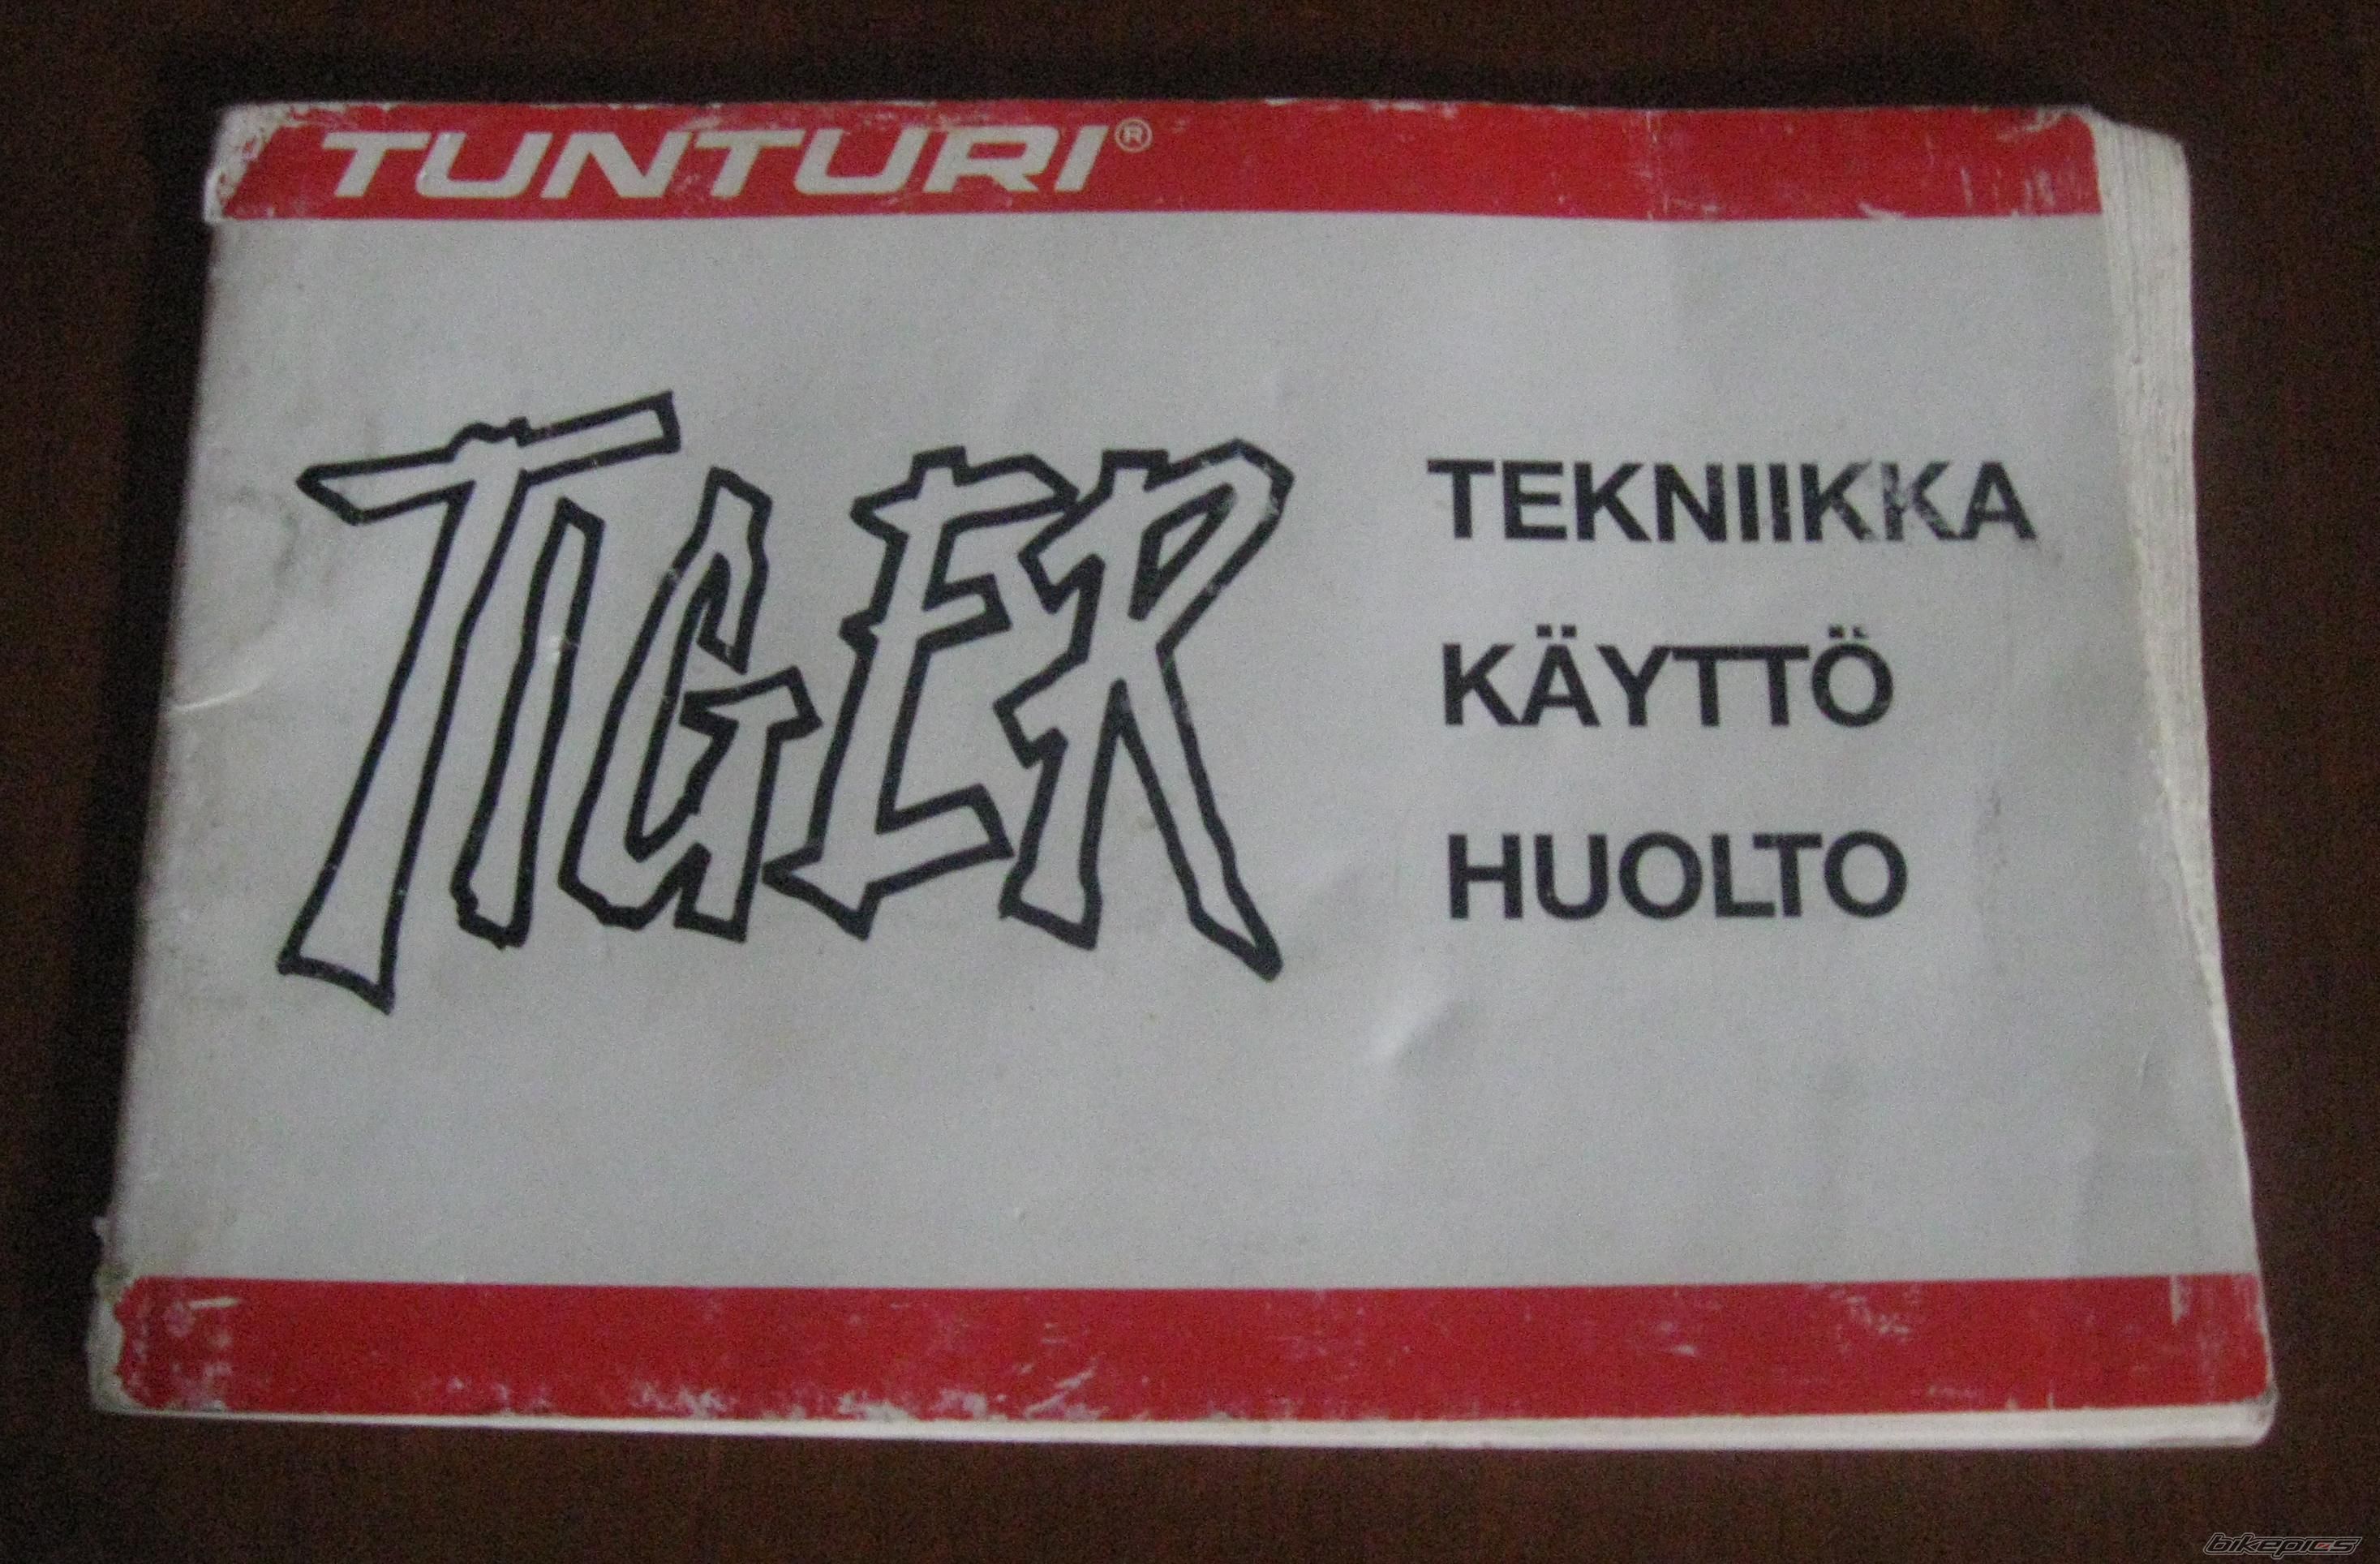 TUNTURI®
TIGER
TEKNIIKKA
KÄYTTÖ
HUOLTO
bikepics